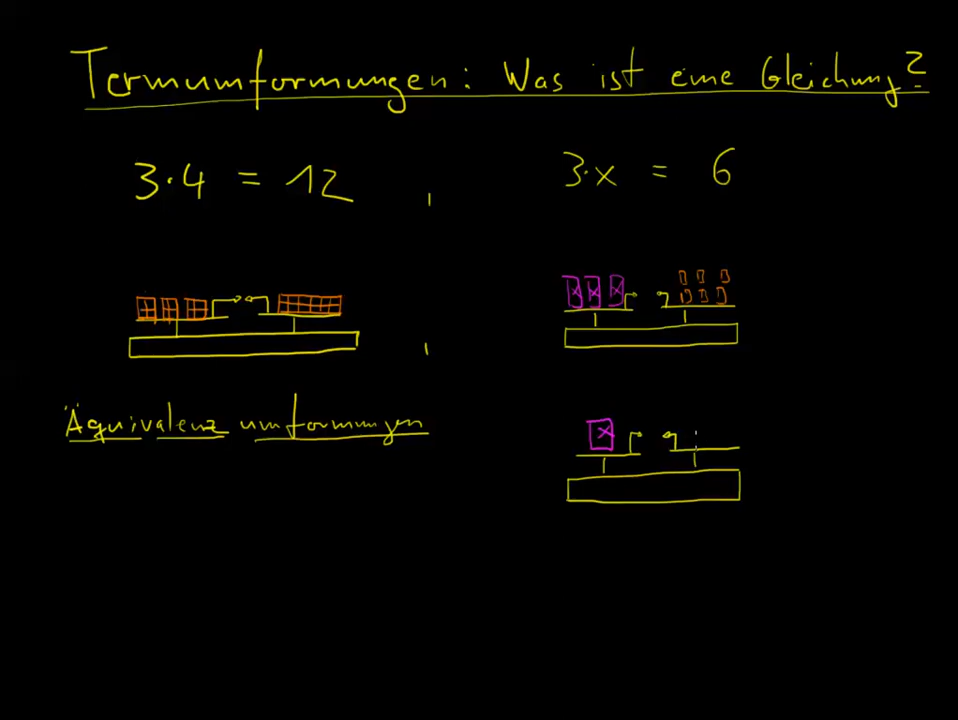 Termumformungen: Was ist eine Gleichung?
3·4 = 12 , 3·x = 6
x x x
Äquivalenzumformungen
x